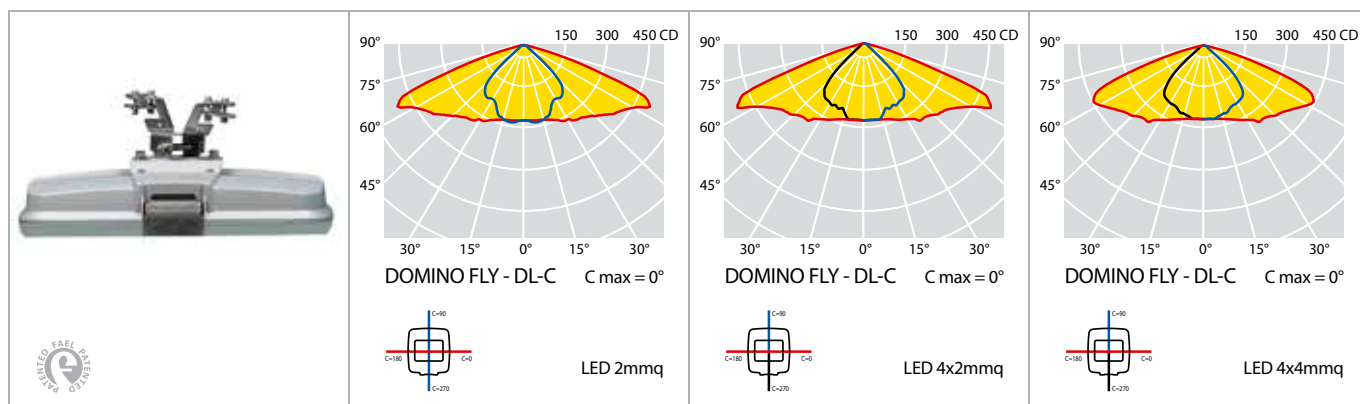 PATENTED FAEL PATENTED
90° 150 300 450 CD
75°
60°
45°
30° 15° 0° 15° 30°
DOMINO FLY - DL-C C max = 0°
C=90
C=180 C=0
C=270
LED 2mmq
90° 150 300 450 CD
75°
60°
45°
30° 15° 0° 15° 30°
DOMINO FLY - DL-C C max = 0°
C=90
C=180 C=0
C=270
LED 4x2mmq
90° 150 300 450 CD
75°
60°
45°
30° 15° 0° 15° 30°
DOMINO FLY - DL-C C max = 0°
C=90
C=180 C=0
C=270
LED 4x4mmq